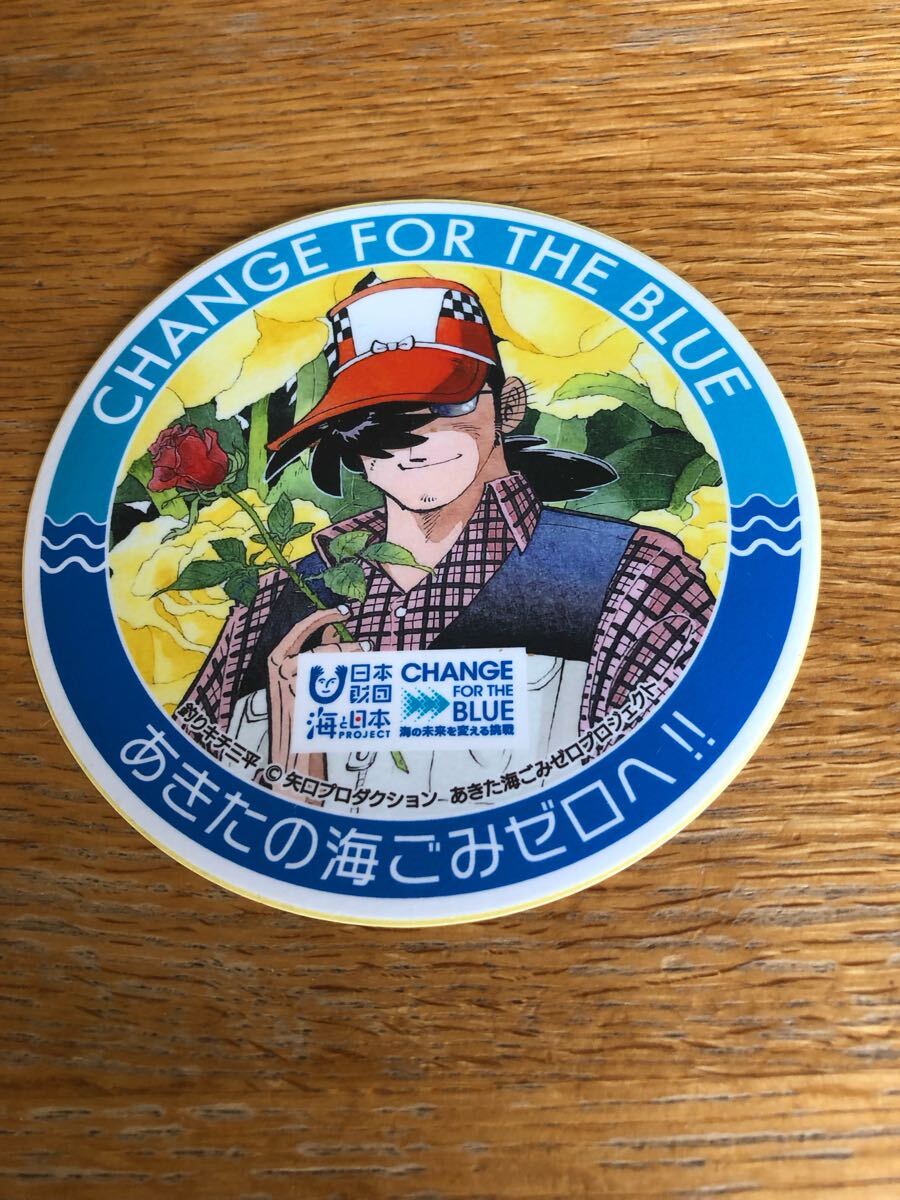 CHANGE FOR THE BLUE
日本
財団
海と日本
PROJECT
CHANGE
FOR THE
BLUE
海の未来を変える挑戦
釣りキチ三平 © 矢口プロダクション あきた海ごみゼロプロジェクト
あきたの海ごみゼロへ!!